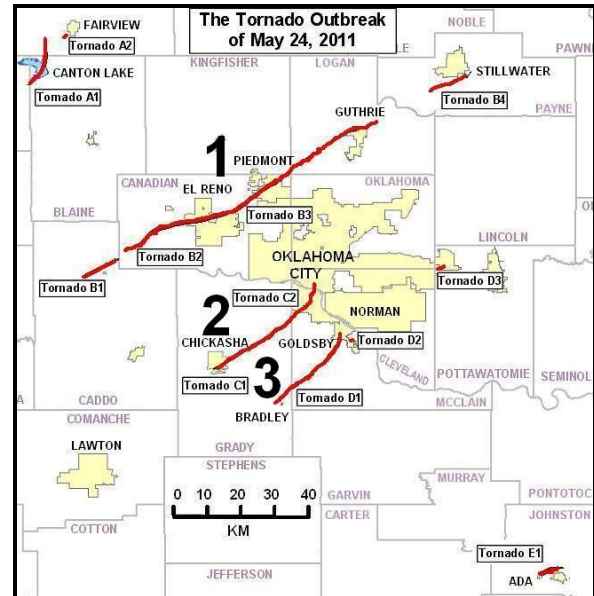 The Tornado Outbreak
of May 24, 2011
NOBLE
FAIRVIEW
Tornado A2
KINGFISHER
LOGAN
PAWN
CANTON LAKE
STILLWATER
Tornado A1
Tornado B4
PAYNE
GUTHRIE
1
PIEDMONT
CANADIAN
EL RENO
OKLAHOMA
BLAINE
Tornado B3
LINCOLN
Tornado B2
OKLAHOMA
CITY
Tornado B1
Tornado D3
Tornado C2
2
NORMAN
CHICKASHA
GOLDSBY
Tornado D2
CLEVELAND
3
Tornado C1
POTTAWATOMIE
SEMINOL
CADDO
Tornado D1
MCCLAIN
COMANCHE
BRADLEY
LAWTON
GRADY
STEPHENS
MURRAY
0 10 20 30 40
KM
GARVIN
PONTOTOC
CARTER
JOHNSTON
COTTON
Tornado E1
JEFFERSON
ADA